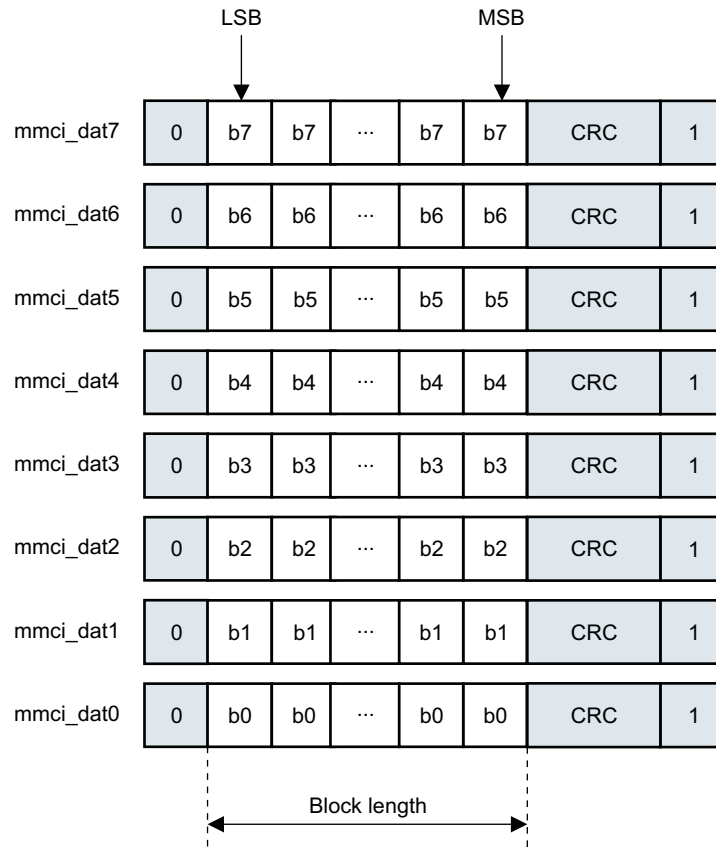 LSB MSB
mmci_dat7 0 b7 b7 ... b7 b7 CRC 1
mmci_dat6 0 b6 b6 ... b6 b6 CRC 1
mmci_dat5 0 b5 b5 ... b5 b5 CRC 1
mmci_dat4 0 b4 b4 ... b4 b4 CRC 1
mmci_dat3 0 b3 b3 ... b3 b3 CRC 1
mmci_dat2 0 b2 b2 ... b2 b2 CRC 1
mmci_dat1 0 b1 b1 ... b1 b1 CRC 1
mmci_dat0 0 b0 b0 ... b0 b0 CRC 1
Block length